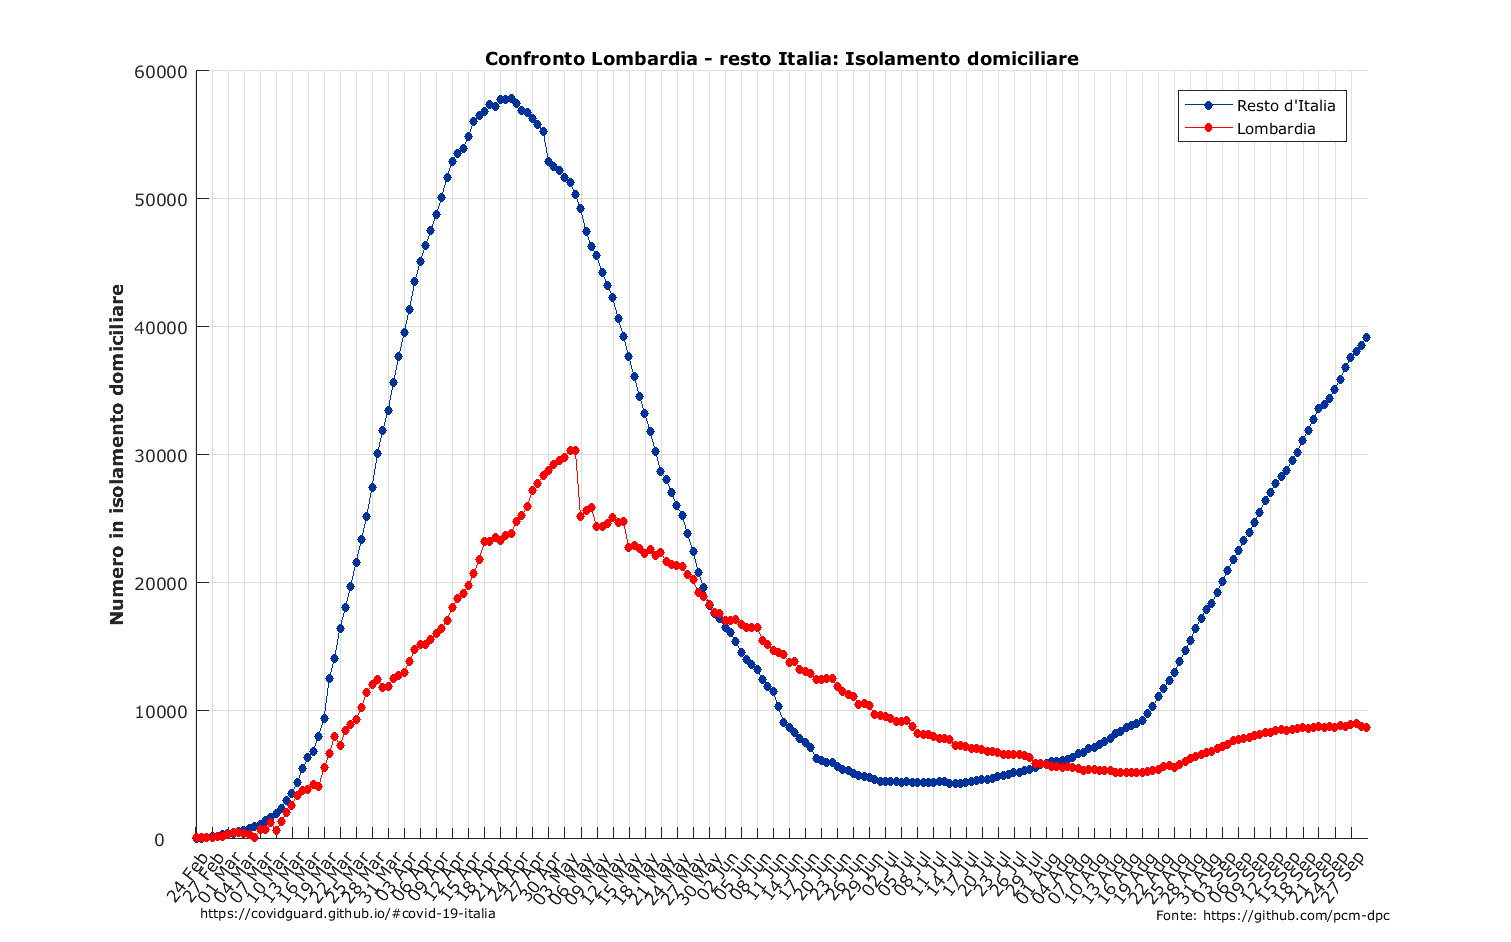 Confronto Lombardia - resto Italia: Isolamento domiciliare
Resto d'Italia
Lombardia
Numero in isolamento domiciliare
60000
50000
40000
30000
20000
10000
0
24 Feb
27 Feb
01 Mar
04 Mar
07 Mar
10 Mar
13 Mar
16 Mar
19 Mar
22 Mar
25 Mar
28 Mar
31 Mar
03 Apr
06 Apr
09 Apr
12 Apr
15 Apr
18 Apr
21 Apr
24 Apr
27 Apr
30 Apr
03 May
06 May
09 May
12 May
15 May
18 May
21 May
24 May
27 May
30 May
02 Jun
05 Jun
08 Jun
11 Jun
14 Jun
17 Jun
20 Jun
23 Jun
26 Jun
29 Jun
02 Jul
05 Jul
08 Jul
11 Jul
14 Jul
17 Jul
20 Jul
23 Jul
26 Jul
29 Jul
01 Aug
04 Aug
07 Aug
10 Aug
13 Aug
16 Aug
19 Aug
22 Aug
25 Aug
28 Aug
31 Aug
03 Sep
06 Sep
09 Sep
12 Sep
15 Sep
18 Sep
21 Sep
24 Sep
27 Sep
https://covidguard.github.io/#covid-19-italia
Fonte: https://github.com/pcm-dpc